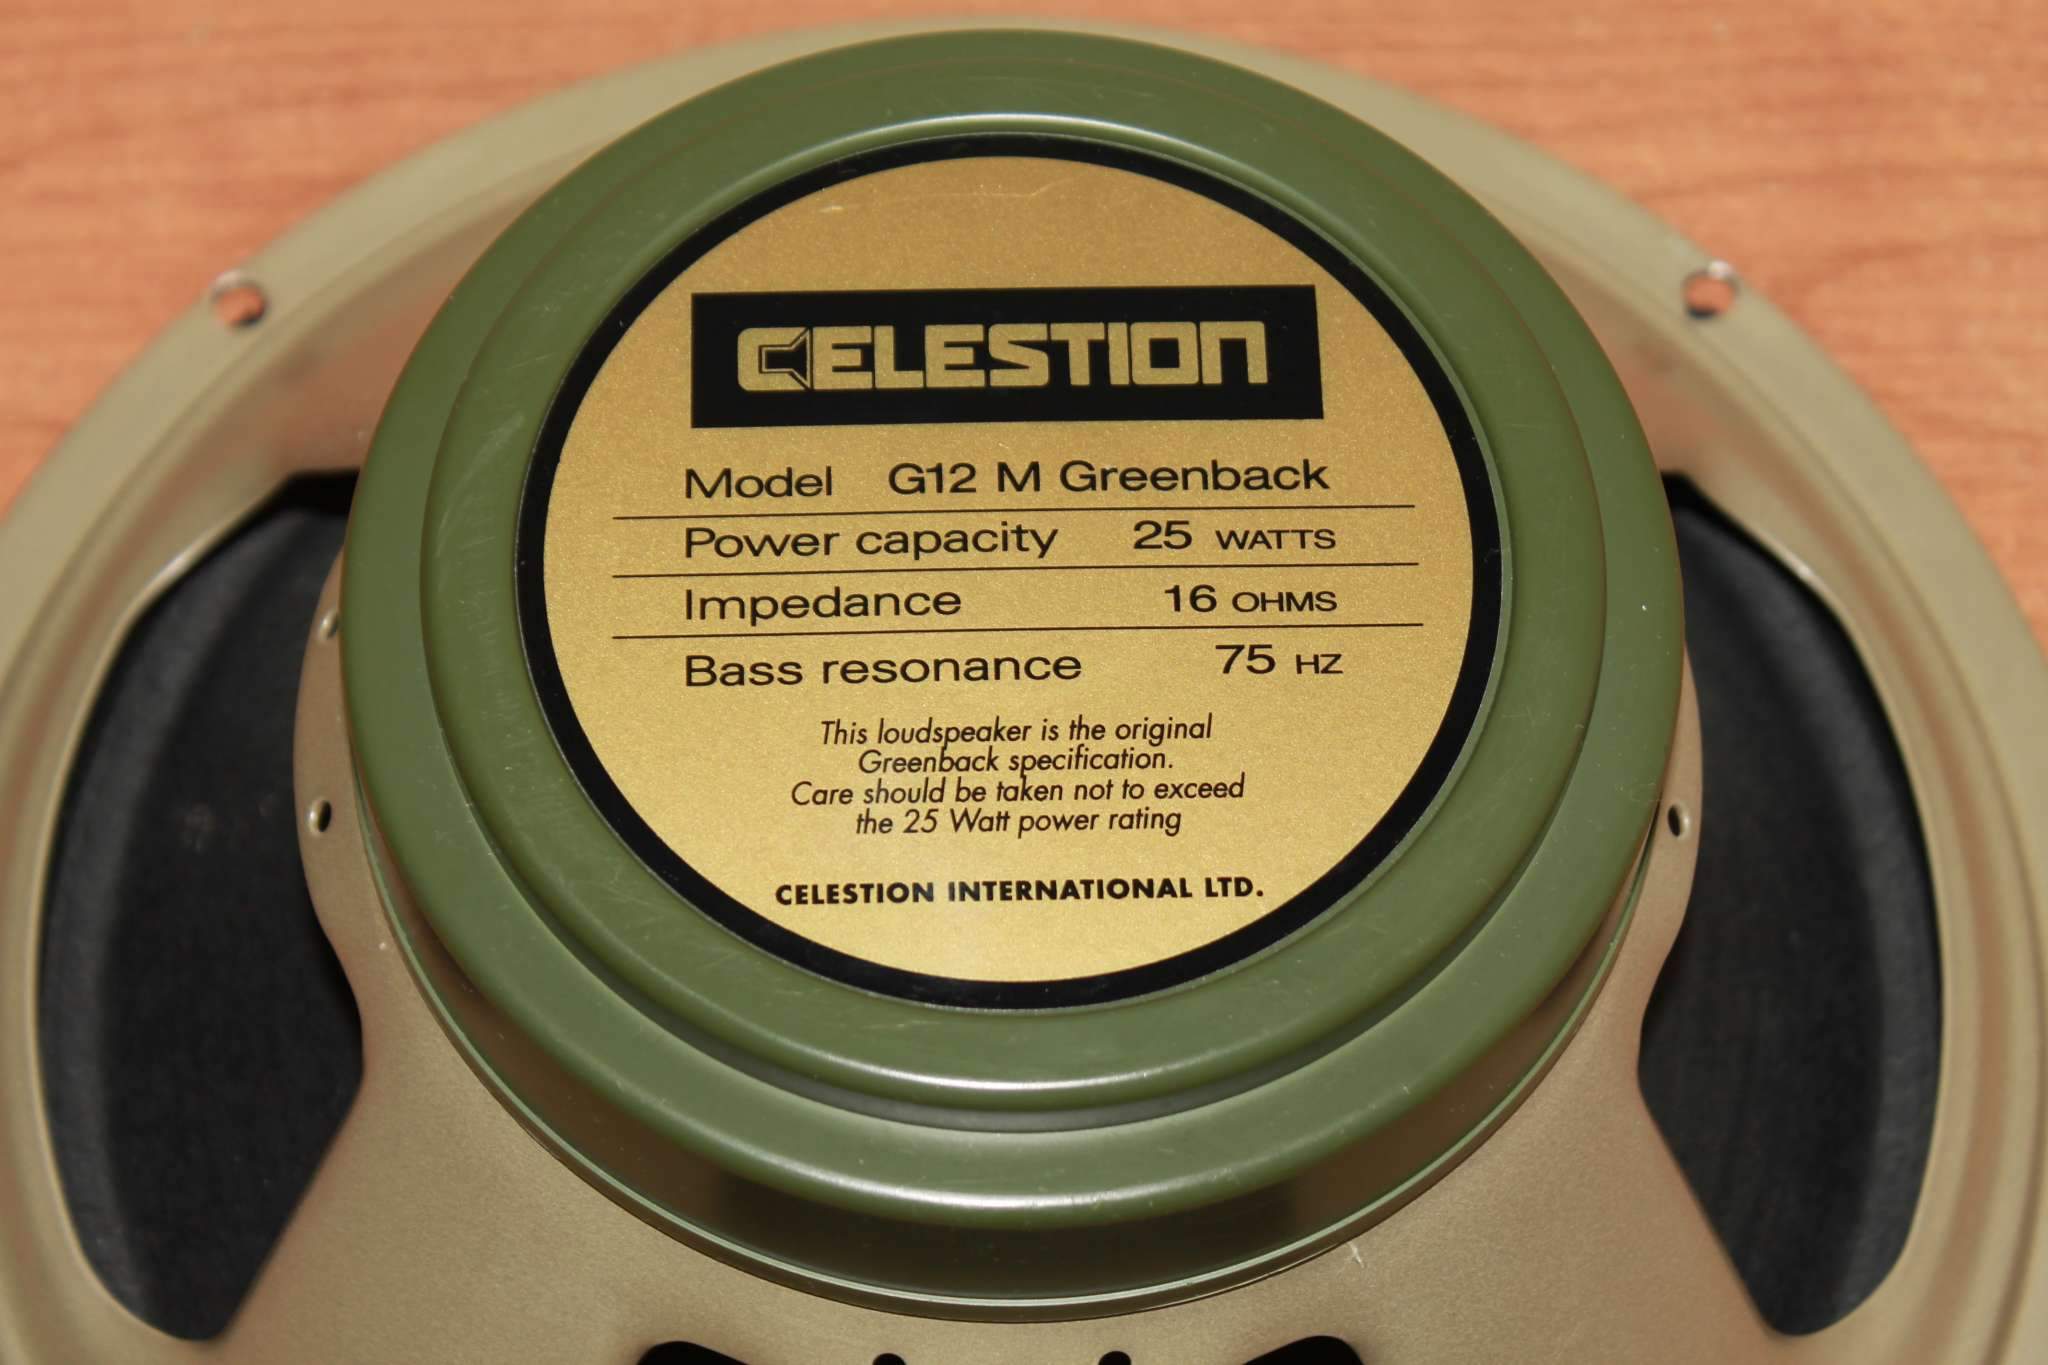 CELESTION
Model G12 M Greenback
Power capacity 25 WATTS
Impedance 16 OHMS
Bass resonance 75 HZ
This loudspeaker is the original
Greenback specification.
Care should be taken not to exceed
the 25 Watt power rating
CELESTION INTERNATIONAL LTD.